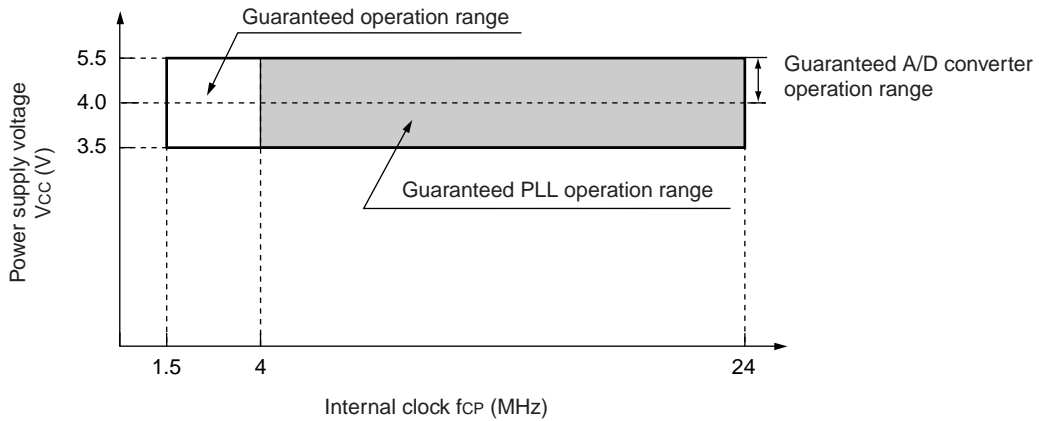 Guaranteed operation range
5.5
4.0
3.5
Power supply voltage
VCC (V)
Guaranteed A/D converter
operation range
Guaranteed PLL operation range
1.5 4 24
Internal clock fCP (MHz)